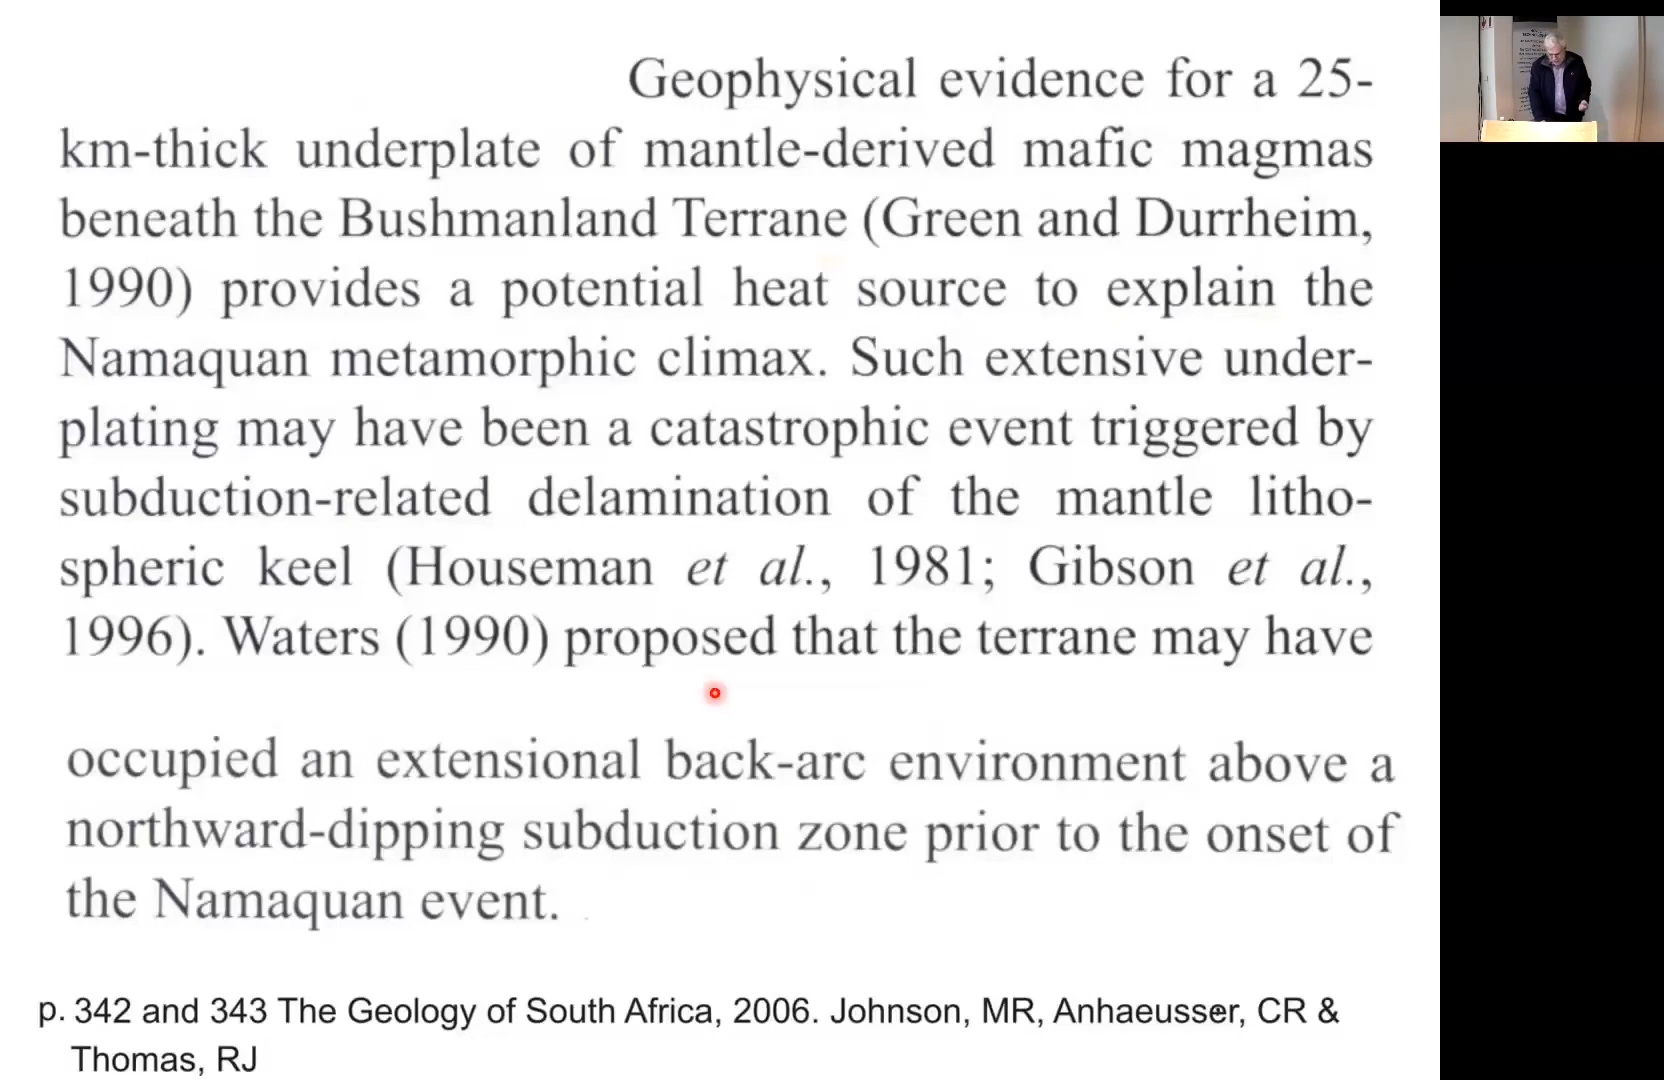 Geophysical evidence for a 25-
km-thick underplate of mantle-derived mafic magmas
beneath the Bushmanland Terrane (Green and Durrheim,
1990) provides a potential heat source to explain the
Namaquan metamorphic climax. Such extensive under-
plating may have been a catastrophic event triggered by
subduction-related delamination of the mantle litho-
spheric keel (Houseman et al., 1981; Gibson et al.,
1996). Waters (1990) proposed that the terrane may have
occupied an extensional back-arc environment above a
northward-dipping subduction zone prior to the onset of
the Namaquan event.
p. 342 and 343 The Geology of South Africa, 2006. Johnson, MR, Anhaeusser, CR &
Thomas, RJ